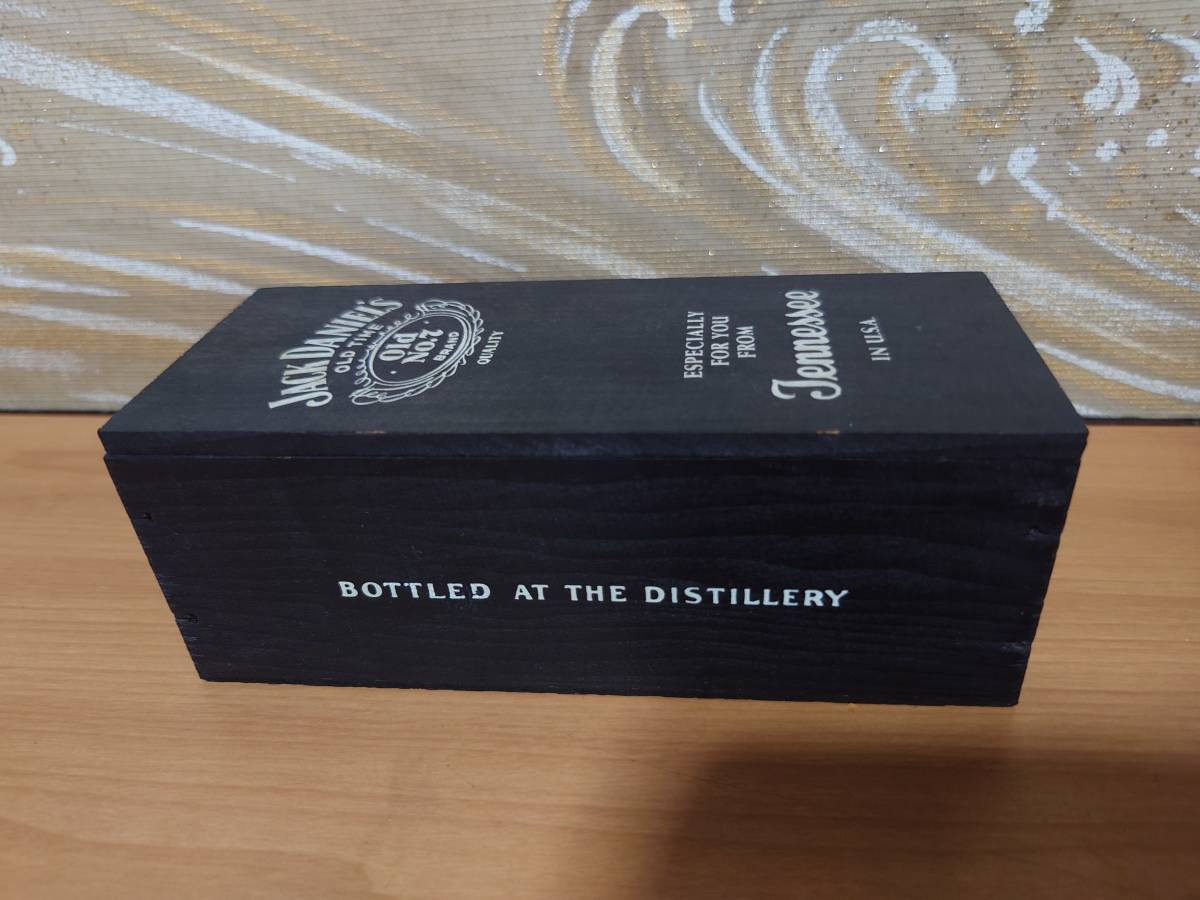 JACK DANIEL'S
OLD TIME
Old
No.7
BRAND
QUALITY
ESPECIALLY
FOR YOU
FROM
Tennessee
IN U.S.A.
BOTTLED AT THE DISTILLERY